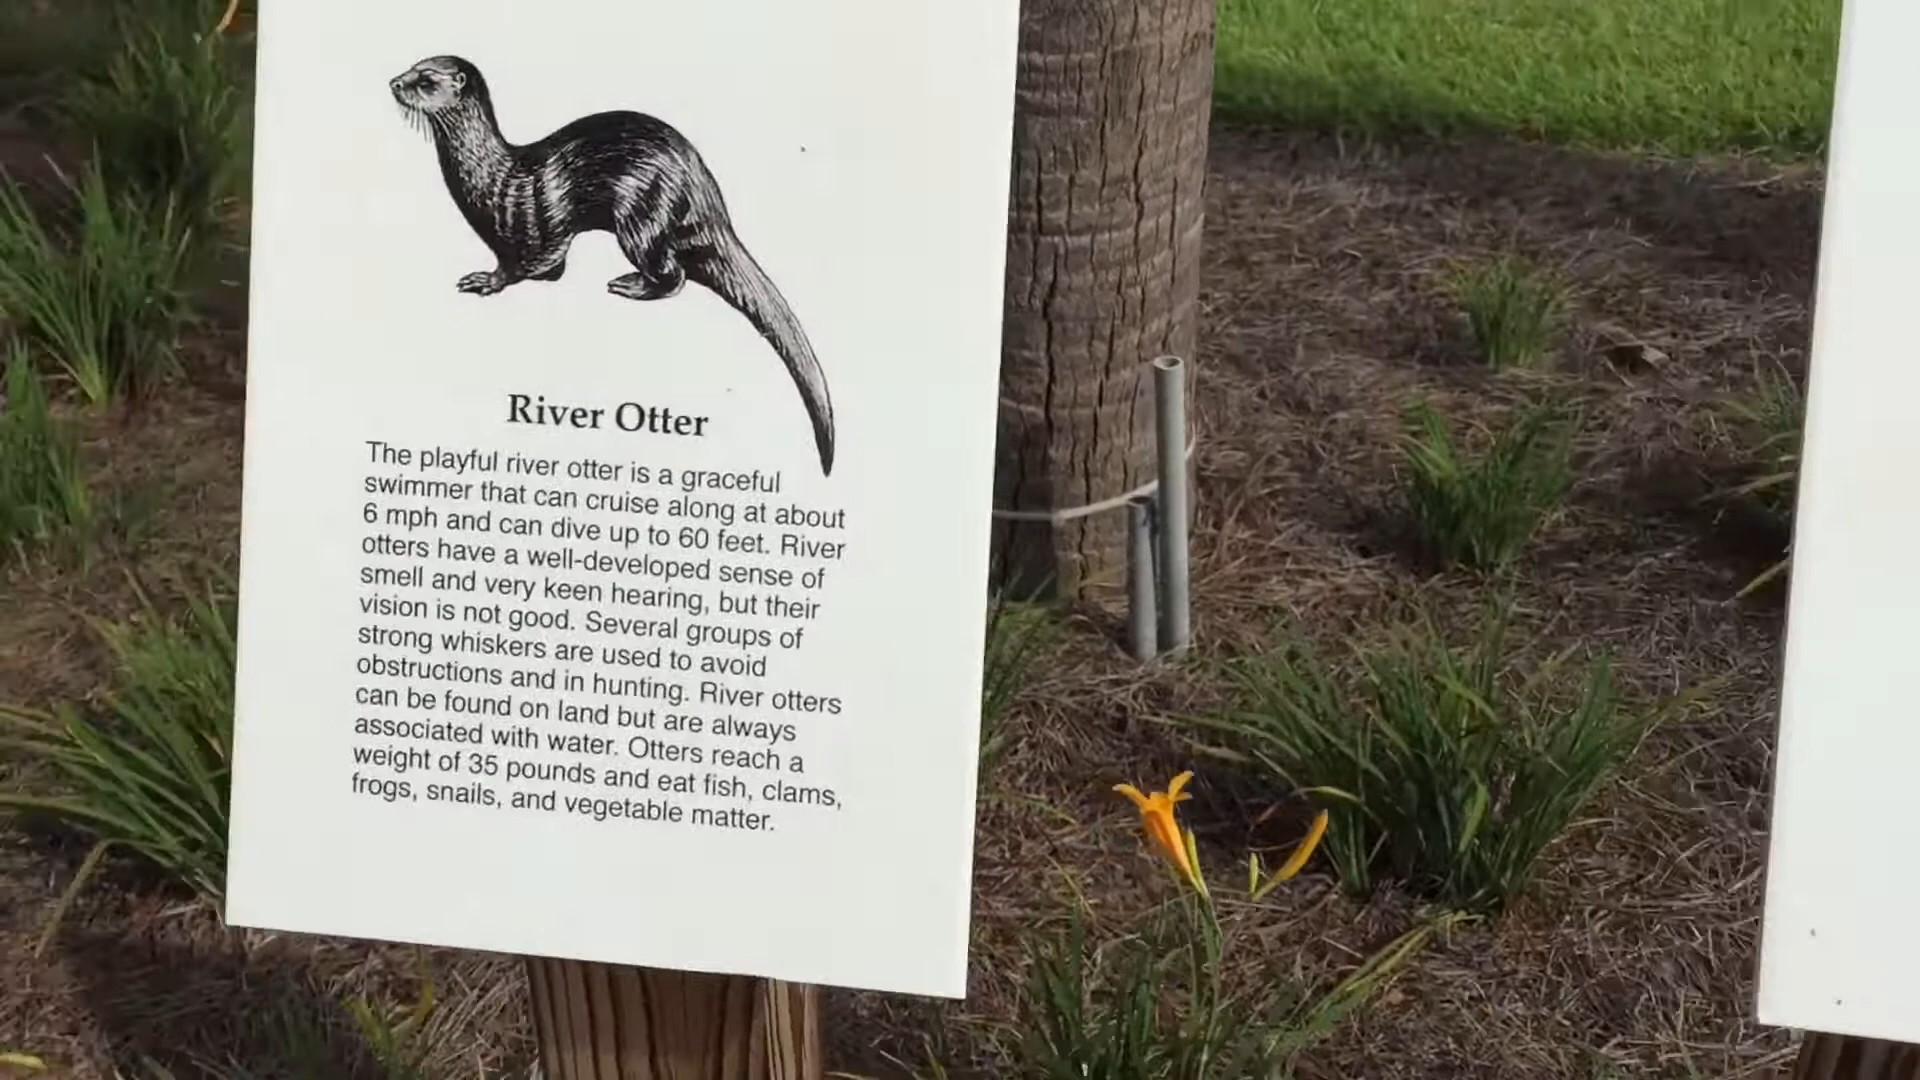 River Otter
The playful river otter is a graceful
swimmer that can cruise along at about
6 mph and can dive up to 60 feet. River
otters have a well-developed sense of
smell and very keen hearing, but their
vision is not good. Several groups of
strong whiskers are used to avoid
obstructions and in hunting. River otters
can be found on land but are always
associated with water. Otters reach a
weight of 35 pounds and eat fish, clams,
frogs, snails, and vegetable matter.